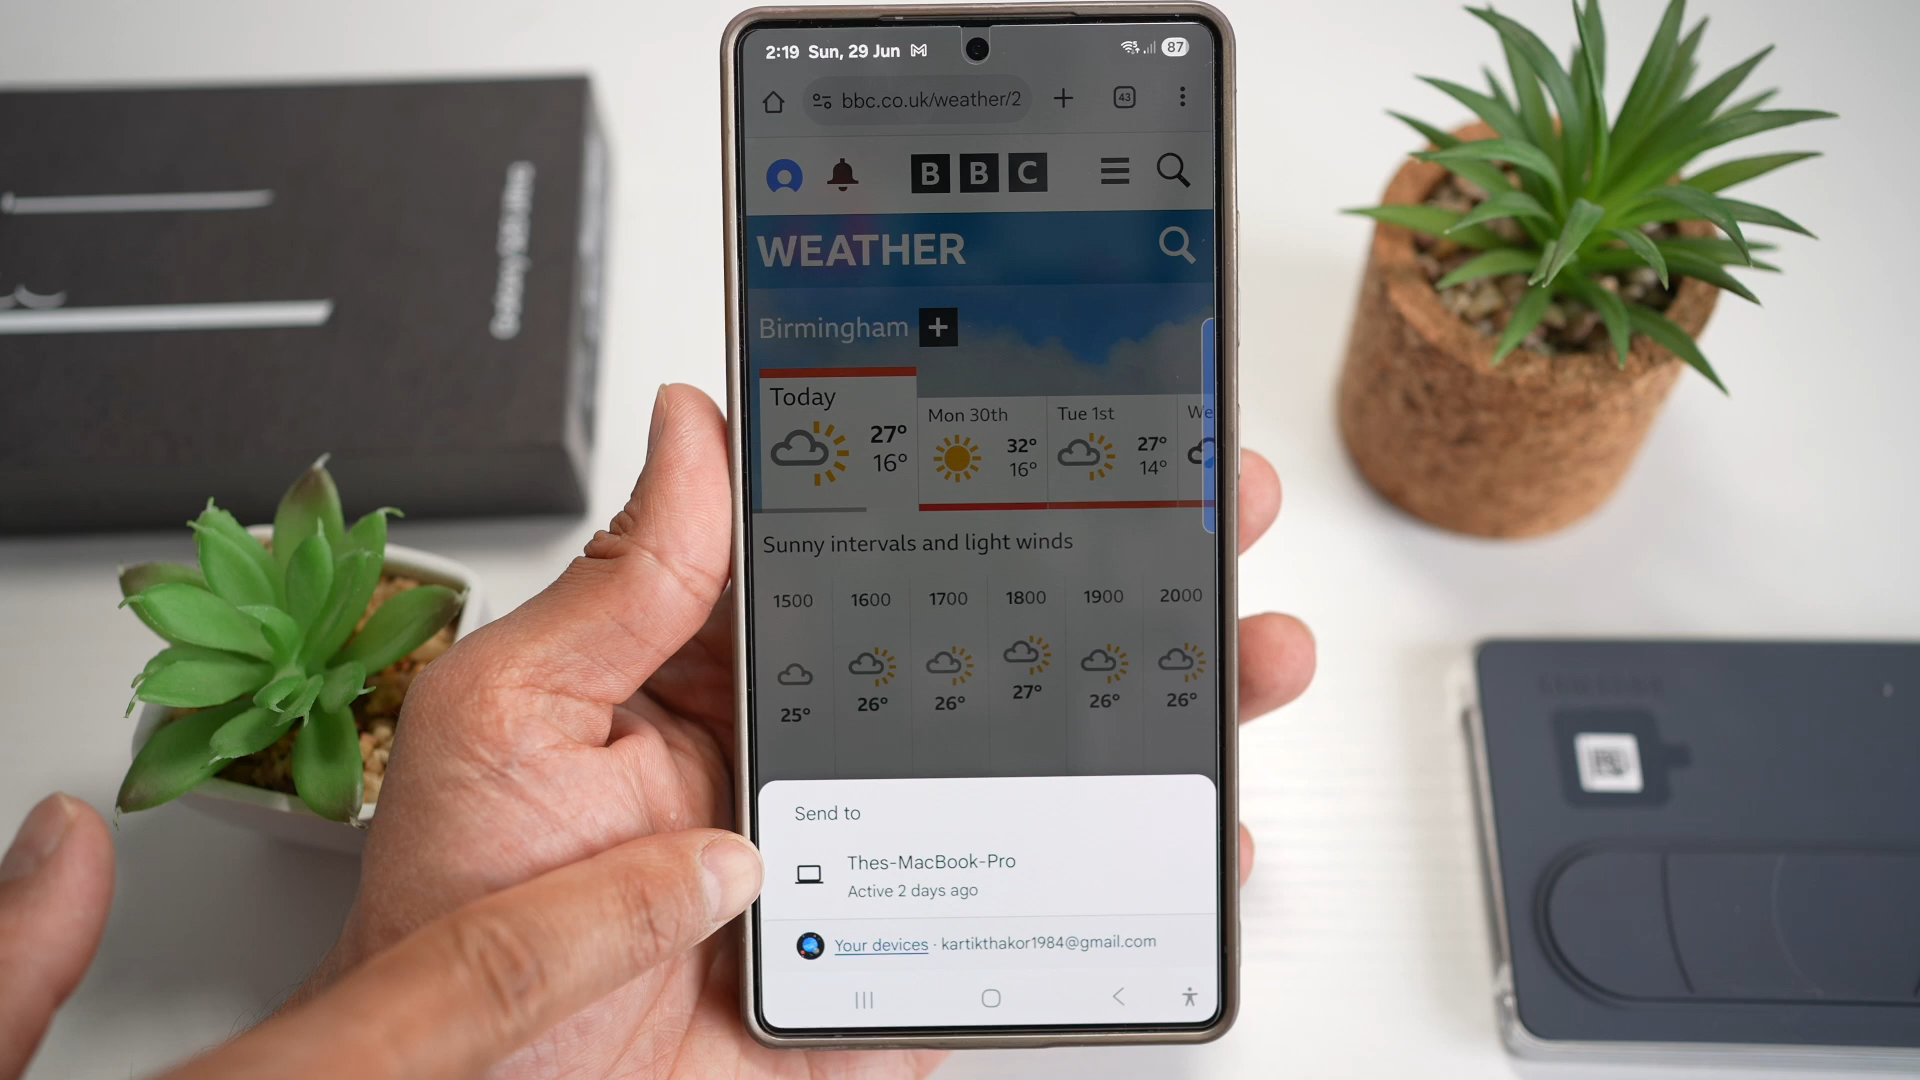 2:19 Sun, 29 Jun 87
bbc.co.uk/weather/2 43
BBC
WEATHER
Birmingham +
Today
27°
16°
Mon 30th
32°
16°
Tue 1st
27°
14°
We
Sunny intervals and light winds
1500 1600 1700 1800 1900 2000
25° 26° 26° 27° 26° 26°
Send to
Thes-MacBook-Pro
Active 2 days ago
Your devices · kartikthakor1984@gmail.com
SAMSUNG